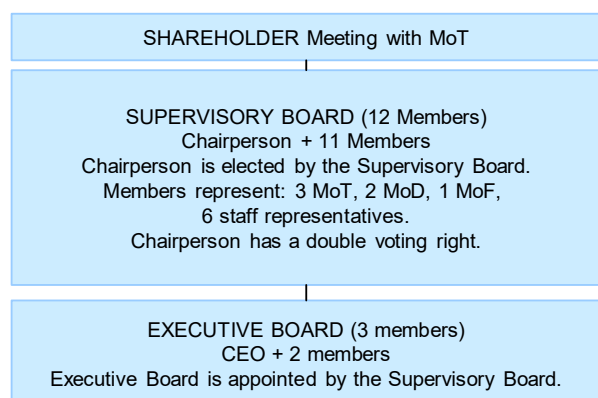 SHAREHOLDER Meeting with MoT
SUPERVISORY BOARD (12 Members)
Chairperson + 11 Members
Chairperson is elected by the Supervisory Board.
Members represent: 3 MoT, 2 MoD, 1 MoF,
6 staff representatives.
Chairperson has a double voting right.
EXECUTIVE BOARD (3 members)
CEO + 2 members
Executive Board is appointed by the Supervisory Board.